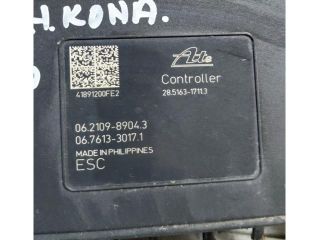 H. KONA.
Ate
Controller
41891200FE2
28.5163-1711.3
06.2109-8904.3
06.7613-3017.1
MADE IN PHILIPPINES
ESC